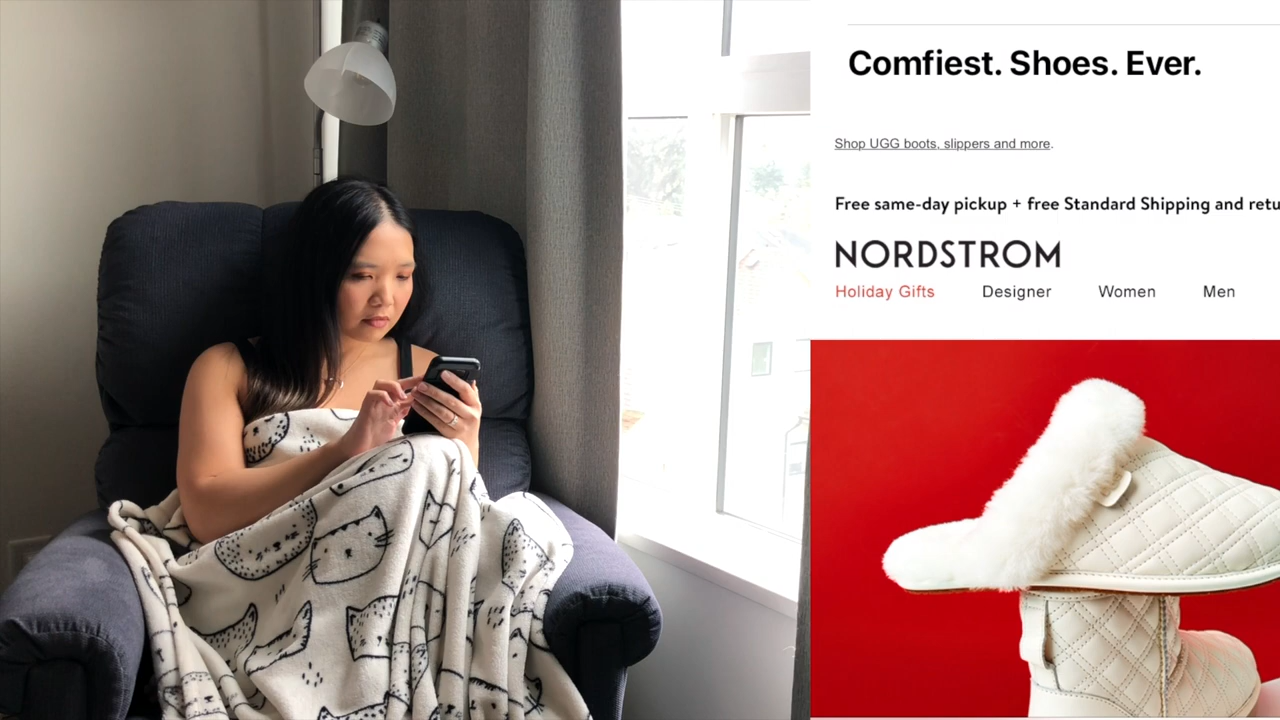 Comfiest. Shoes. Ever.
Shop UGG boots, slippers and more.
Free same-day pickup + free Standard Shipping and retu
NORDSTROM
Holiday Gifts Designer Women Men